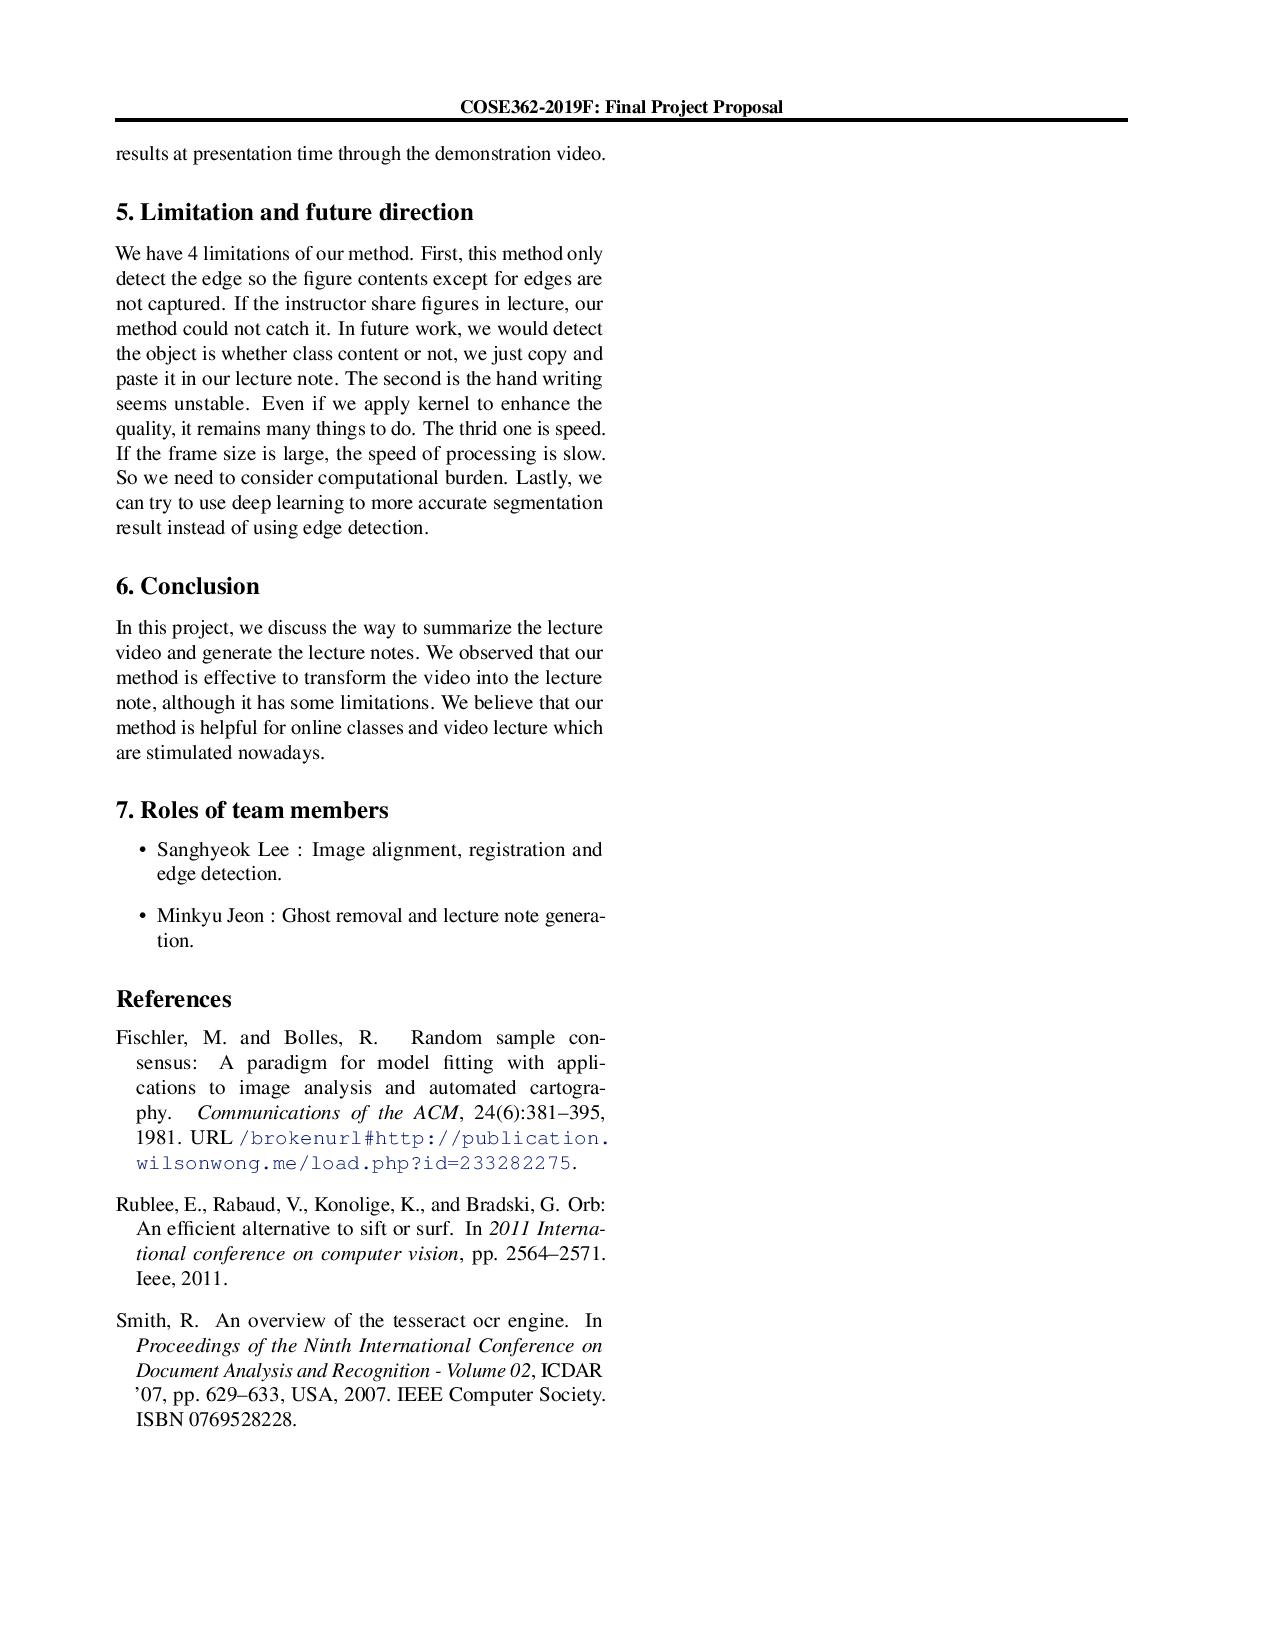 COSE362-2019F: Final Project Proposal
results at presentation time through the demonstration video.
5. Limitation and future direction
We have 4 limitations of our method. First, this method only
detect the edge so the figure contents except for edges are
not captured. If the instructor share figures in lecture, our
method could not catch it. In future work, we would detect
the object is whether class content or not, we just copy and
paste it in our lecture note. The second is the hand writing
seems unstable. Even if we apply kernel to enhance the
quality, it remains many things to do. The thrid one is speed.
If the frame size is large, the speed of processing is slow.
So we need to consider computational burden. Lastly, we
can try to use deep learning to more accurate segmentation
result instead of using edge detection.
6. Conclusion
In this project, we discuss the way to summarize the lecture
video and generate the lecture notes. We observed that our
method is effective to transform the video into the lecture
note, although it has some limitations. We believe that our
method is helpful for online classes and video lecture which
are stimulated nowadays.
7. Roles of team members
• Sanghyeok Lee : Image alignment, registration and
edge detection.
• Minkyu Jeon : Ghost removal and lecture note genera-
tion.
References
Fischler, M. and Bolles, R. Random sample con-
sensus: A paradigm for model fitting with appli-
cations to image analysis and automated cartogra-
phy. Communications of the ACM, 24(6):381–395,
1981. URL /brokenurl#http://publication.
wilsonwong.me/load.php?id=233282275.
Rublee, E., Rabaud, V., Konolige, K., and Bradski, G. Orb:
An efficient alternative to sift or surf. In 2011 Interna-
tional conference on computer vision, pp. 2564–2571.
Ieee, 2011.
Smith, R. An overview of the tesseract ocr engine. In
Proceedings of the Ninth International Conference on
Document Analysis and Recognition - Volume 02, ICDAR
’07, pp. 629–633, USA, 2007. IEEE Computer Society.
ISBN 0769528228.